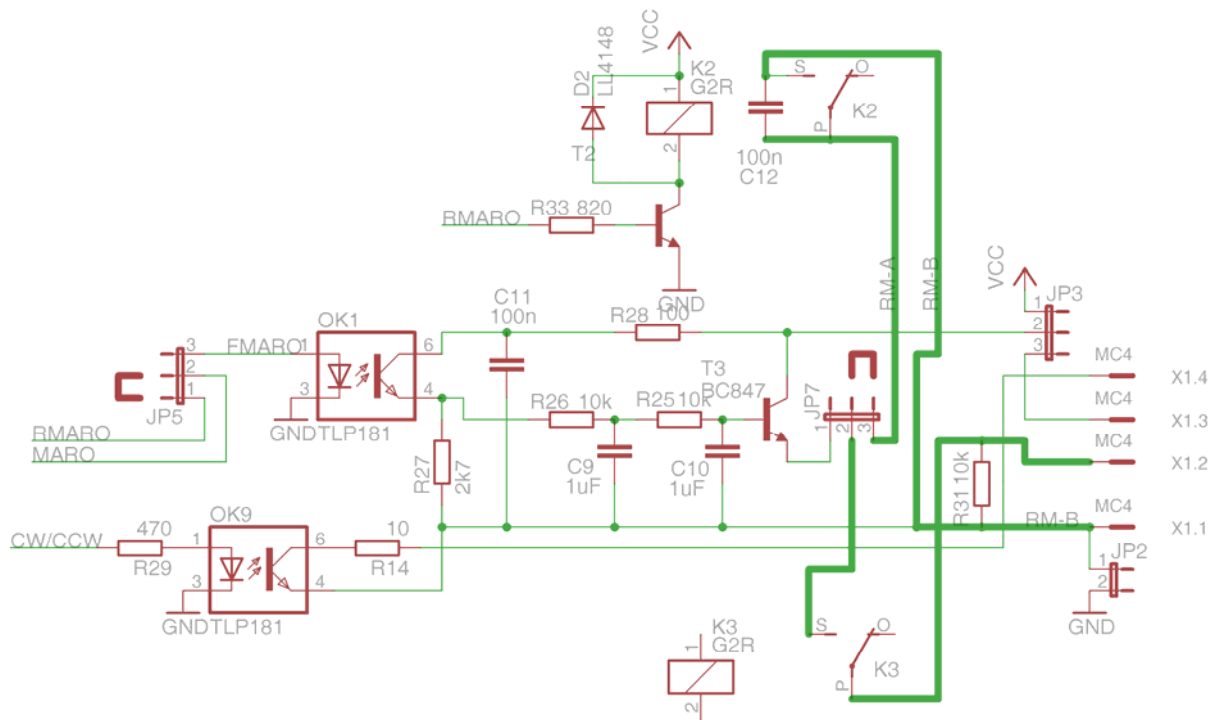 VCC
D2
LL4148
K2
G2R
1
2
T2
S
O
K2
P
100n
C12
RMARO
R33 820
GND
RM-A
RM-B
VCC
JP3
1
2
3
C11
100n
R28 100
OK1
FMARO
1
6
3
4
GND
TLP181
3
2
1
JP5
RMARO
MARO
R26 10k
R25 10k
T3
BC847
JP7
1
2
3
MC4
X1.4
MC4
X1.3
MC4
X1.2
MC4
X1.1
R27
2k7
C9
1uF
C10
1uF
R31 10k
RM-B
CW/CCW
470
R29
OK9
1
6
3
4
GND
TLP181
10
R14
JP2
1
2
GND
K3
G2R
1
2
S
O
K3
P